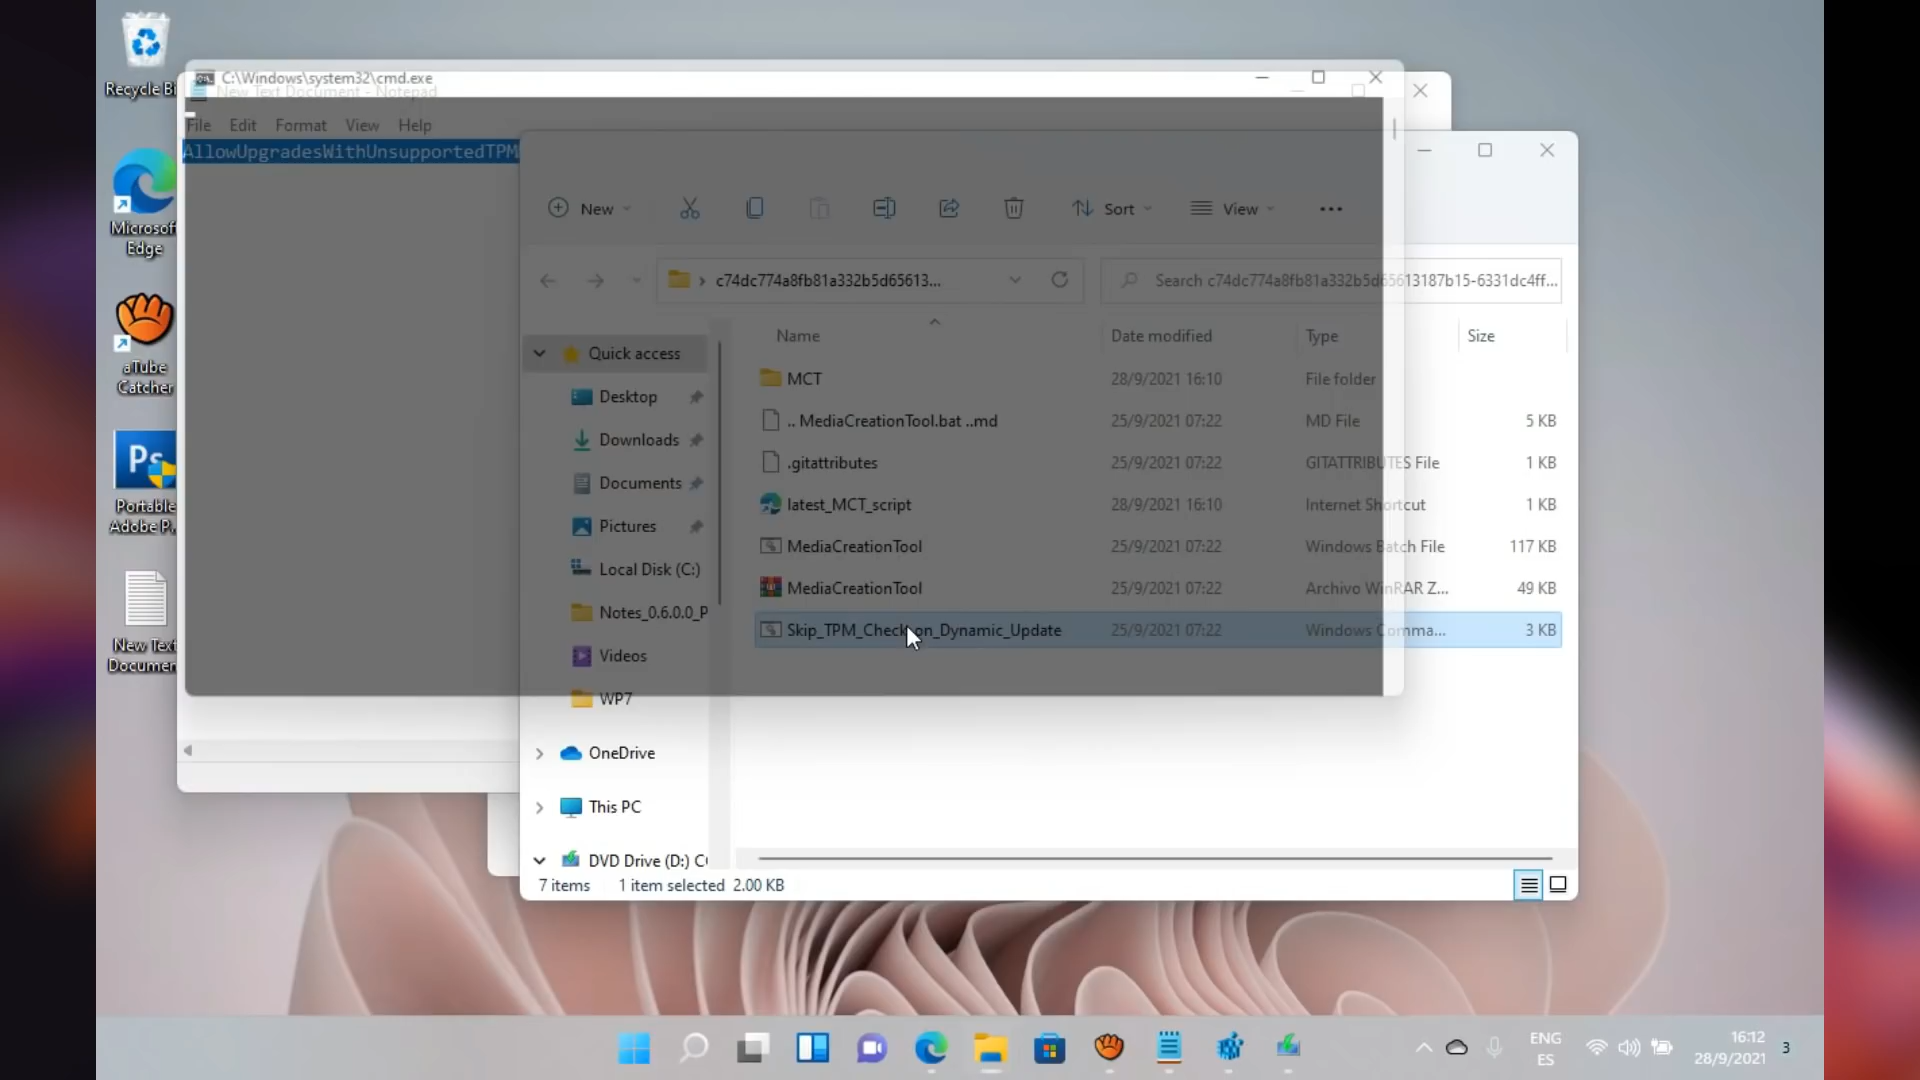 Recycle Bi
C:\Windows\system32\cmd.exe
New Text Document - Notepad
File Edit Format View Help
AllowUpgradesWithUnsupportedTPM
Microsoft
Edge
aTube
Catcher
Ps
Portable
Adobe P...
New Text
Documen
New
Sort
View
c74dc774a8fb81a332b5d65613...
Search c74dc774a8fb81a332b5d65613187b15-6331dc4ff...
Name Date modified Type Size
Quick access
Desktop
Downloads
Documents
Pictures
Local Disk (C:)
Notes_0.6.0.0_P
Videos
WP7
OneDrive
This PC
DVD Drive (D:) C
MCT 28/9/2021 16:10 File folder
.. MediaCreationTool.bat ..md 25/9/2021 07:22 MD File 5 KB
.gitattributes 25/9/2021 07:22 GITATTRIBUTES File 1 KB
latest_MCT_script 28/9/2021 16:10 Internet Shortcut 1 KB
MediaCreationTool 25/9/2021 07:22 Windows Batch File 117 KB
MediaCreationTool 25/9/2021 07:22 Archivo WinRAR Z... 49 KB
Skip_TPM_Check_on_Dynamic_Update 25/9/2021 07:22 Windows Comma... 3 KB
7 items 1 item selected 2.00 KB
ENG
ES
16:12
28/9/2021
3